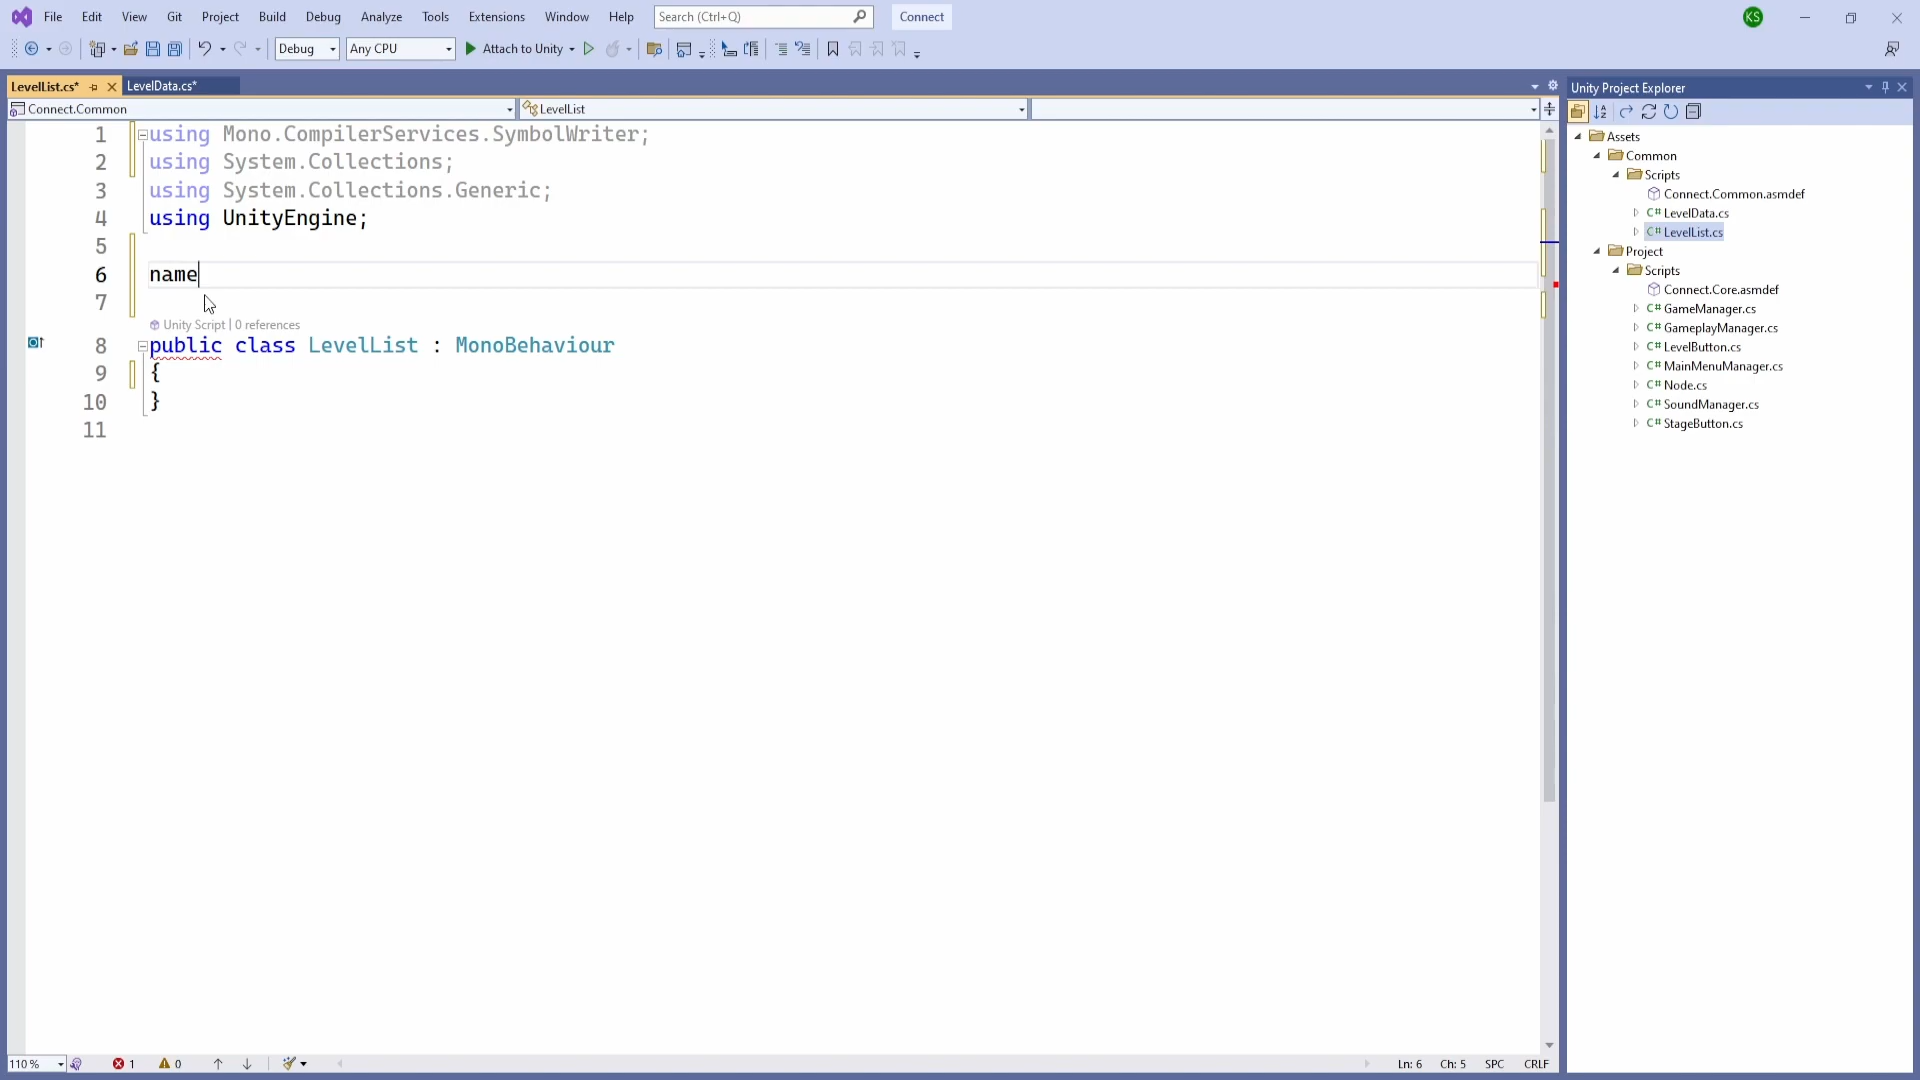 File Edit View Git Project Build Debug Analyze Tools Extensions Window Help Search (Ctrl+Q) Connect KS
Debug Any CPU Attach to Unity
LevelList.cs* LevelData.cs*
Connect.Common LevelList
1 using Mono.CompilerServices.SymbolWriter;
2 using System.Collections;
3 using System.Collections.Generic;
4 using UnityEngine;
5
6 name
7
Unity Script | 0 references
8 public class LevelList : MonoBehaviour
9 {
10 }
11
110 % 1 0 Ln: 6 Ch: 5 SPC CRLF
Unity Project Explorer
Assets
Common
Scripts
Connect.Common.asmdef
C# LevelData.cs
C# LevelList.cs
Project
Scripts
Connect.Core.asmdef
C# GameManager.cs
C# GameplayManager.cs
C# LevelButton.cs
C# MainMenuManager.cs
C# Node.cs
C# SoundManager.cs
C# StageButton.cs